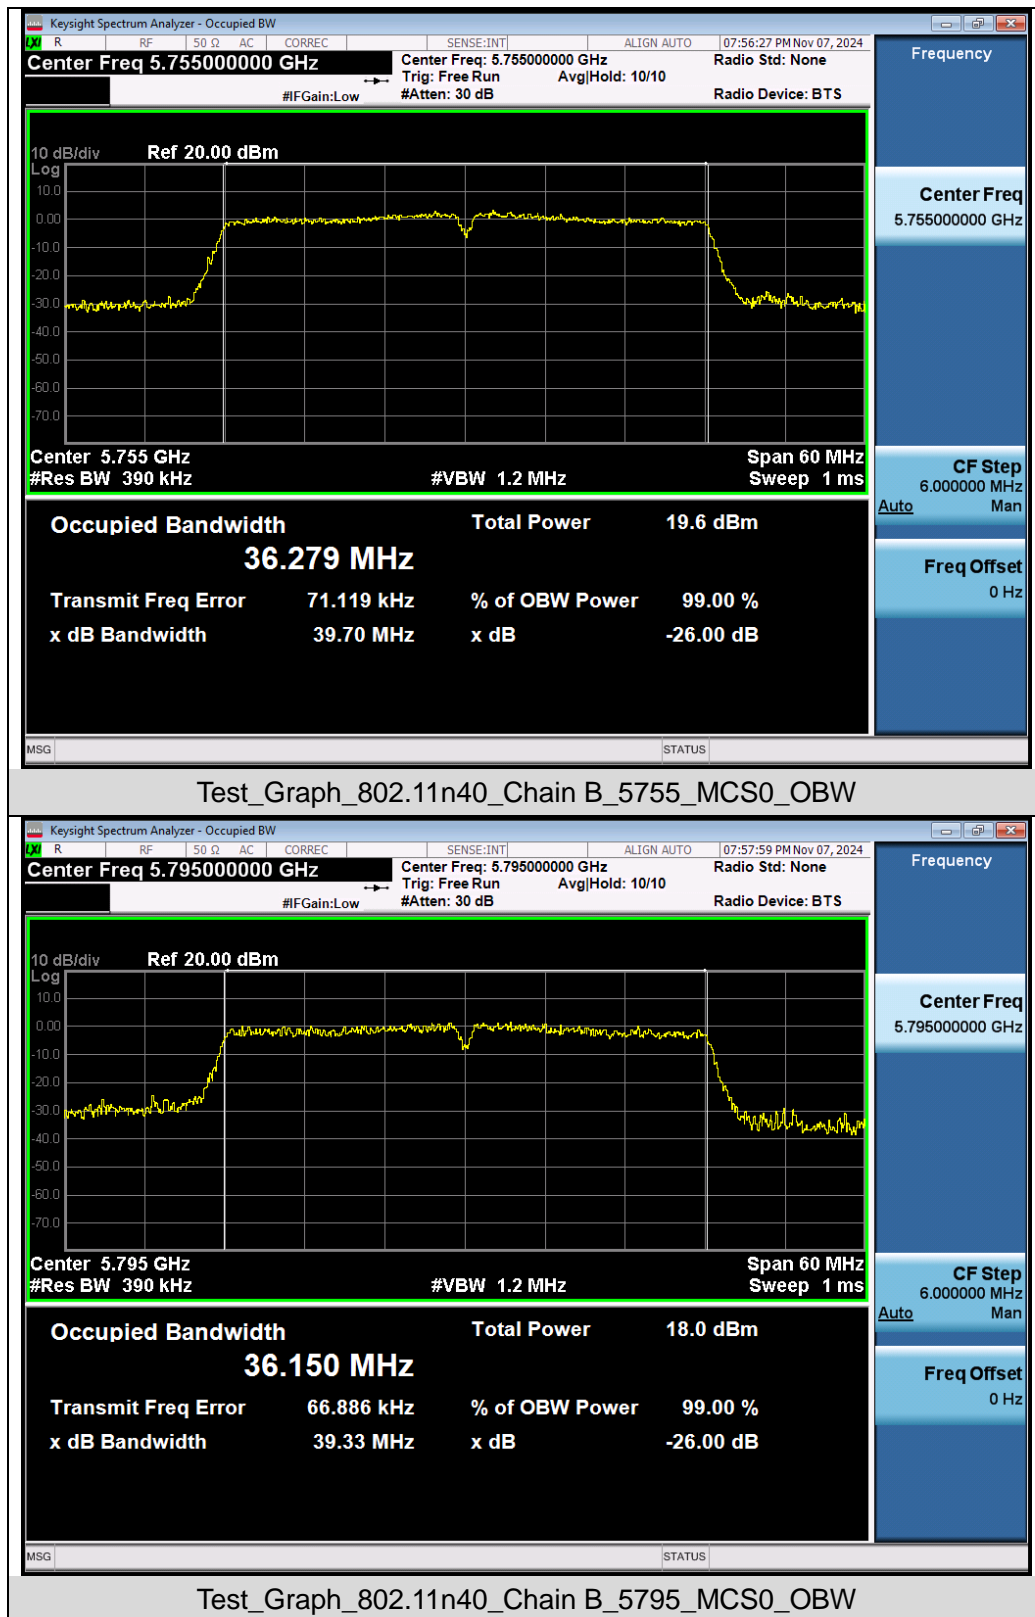 Keysight Spectrum Analyzer - Occupied BW
LXI R RF 50 Ω AC CORREC SENSE:INT ALIGN AUTO 07:56:27 PM Nov 07, 2024
Center Freq 5.755000000 GHz
Center Freq: 5.755000000 GHz
Radio Std: None
Trig: Free Run Avg|Hold: 10/10
#IFGain:Low
#Atten: 30 dB
Radio Device: BTS
Frequency
10 dB/div Ref 20.00 dBm
Log
10.0
0.00
-10.0
-20.0
-30.0
-40.0
-50.0
-60.0
-70.0
Center Freq
5.755000000 GHz
Center 5.755 GHz Span 60 MHz
#Res BW 390 kHz #VBW 1.2 MHz Sweep 1 ms
CF Step
6.000000 MHz
Auto Man
Occupied Bandwidth Total Power 19.6 dBm
36.279 MHz
Freq Offset
0 Hz
Transmit Freq Error 71.119 kHz % of OBW Power 99.00 %
x dB Bandwidth 39.70 MHz x dB -26.00 dB
MSG STATUS
Test_Graph_802.11n40_Chain B_5755_MCS0_OBW
Keysight Spectrum Analyzer - Occupied BW
LXI R RF 50 Ω AC CORREC SENSE:INT ALIGN AUTO 07:57:59 PM Nov 07, 2024
Center Freq 5.795000000 GHz
Center Freq: 5.795000000 GHz
Radio Std: None
Trig: Free Run Avg|Hold: 10/10
#IFGain:Low
#Atten: 30 dB
Radio Device: BTS
Frequency
10 dB/div Ref 20.00 dBm
Log
10.0
0.00
-10.0
-20.0
-30.0
-40.0
-50.0
-60.0
-70.0
Center Freq
5.795000000 GHz
Center 5.795 GHz Span 60 MHz
#Res BW 390 kHz #VBW 1.2 MHz Sweep 1 ms
CF Step
6.000000 MHz
Auto Man
Occupied Bandwidth Total Power 18.0 dBm
36.150 MHz
Freq Offset
0 Hz
Transmit Freq Error 66.886 kHz % of OBW Power 99.00 %
x dB Bandwidth 39.33 MHz x dB -26.00 dB
MSG STATUS
Test_Graph_802.11n40_Chain B_5795_MCS0_OBW